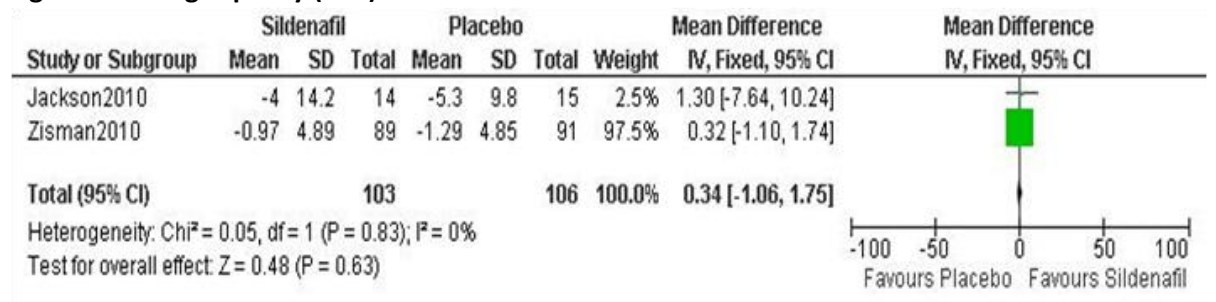 Sildenafil Placebo Mean Difference Mean Difference
Study or Subgroup Mean SD Total Mean SD Total Weight IV, Fixed, 95% CI IV, Fixed, 95% CI
Jackson2010 -4 14.2 14 -5.3 9.8 15 2.5% 1.30 [-7.64, 10.24]
Zisman2010 -0.97 4.89 89 -1.29 4.85 91 97.5% 0.32 [-1.10, 1.74]
Total (95% CI) 103 106 100.0% 0.34 [-1.06, 1.75]
Heterogeneity: Chi² = 0.05, df = 1 (P = 0.83); I² = 0%
Test for overall effect: Z = 0.48 (P = 0.63)
-100 -50 0 50 100
Favours Placebo Favours Sildenafil